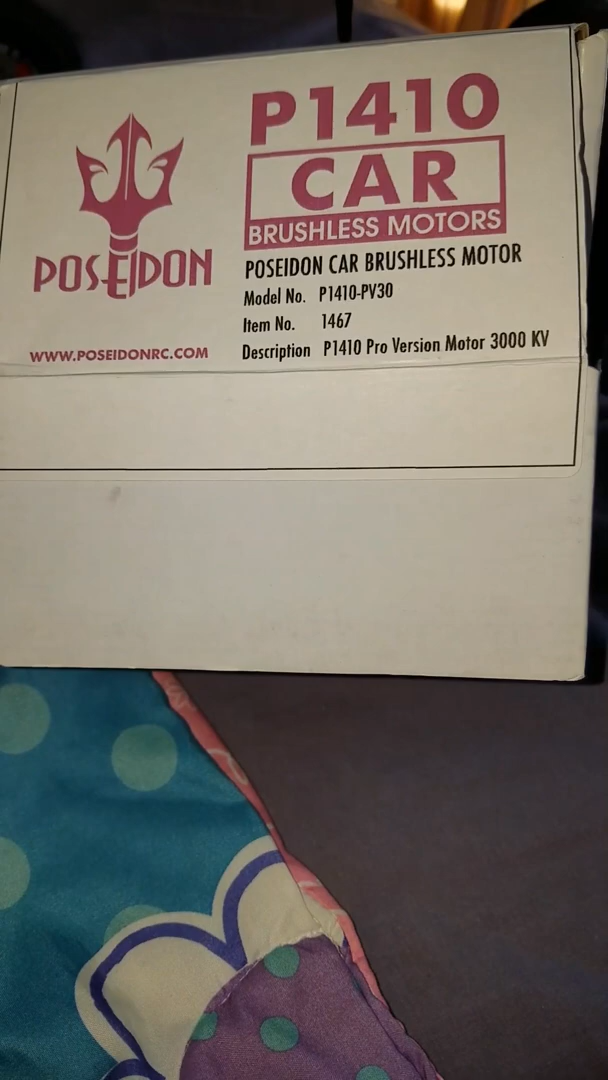 POSEIDON
WWW.POSEIDONRC.COM
P1410
CAR
BRUSHLESS MOTORS
POSEIDON CAR BRUSHLESS MOTOR
Model No. P1410-PV30
Item No. 1467
Description P1410 Pro Version Motor 3000 KV